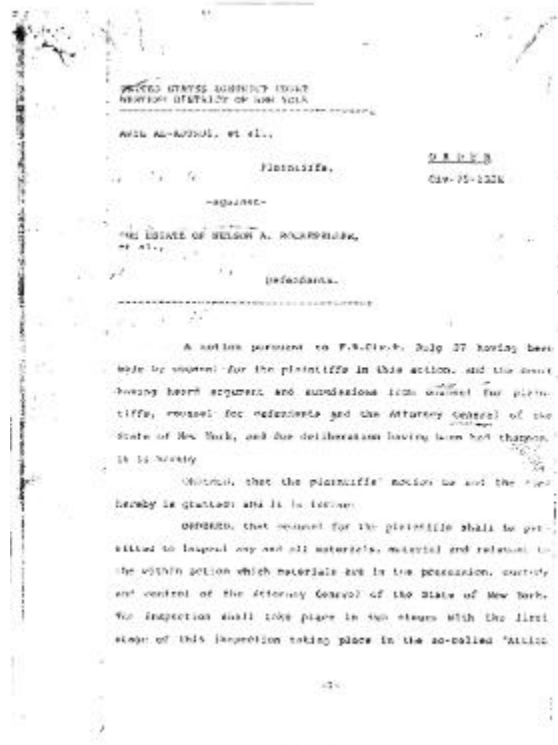 UNITED STATES DISTRICT COURT
WESTERN DISTRICT OF NEW YORK
et al.,
Plaintiffs,
O R D E R
-against-
THE ESTATE OF NELSON A. ROCKEFELLER,
et al.,
Defendants.
A motion pursuant to F.R.Civ.P. Rule 37 having been
made by counsel for the plaintiffs in this action, and the court
having heard argument and submissions from counsel for plain-
tiffs, counsel for defendants and the Attorney General of the
State of New York, and due deliberation having been had thereon,
it is hereby
ORDERED, that the plaintiffs' motion be and the same
hereby is granted; and it is further
ORDERED, that counsel for the plaintiffs shall be per-
mitted to inspect any and all materials, material and relevant to
the within action which materials are in the possession, custody
and control of the Attorney General of the State of New York.
The inspection shall take place in two stages with the first
stage of this inspection taking place in the so-called "Attica